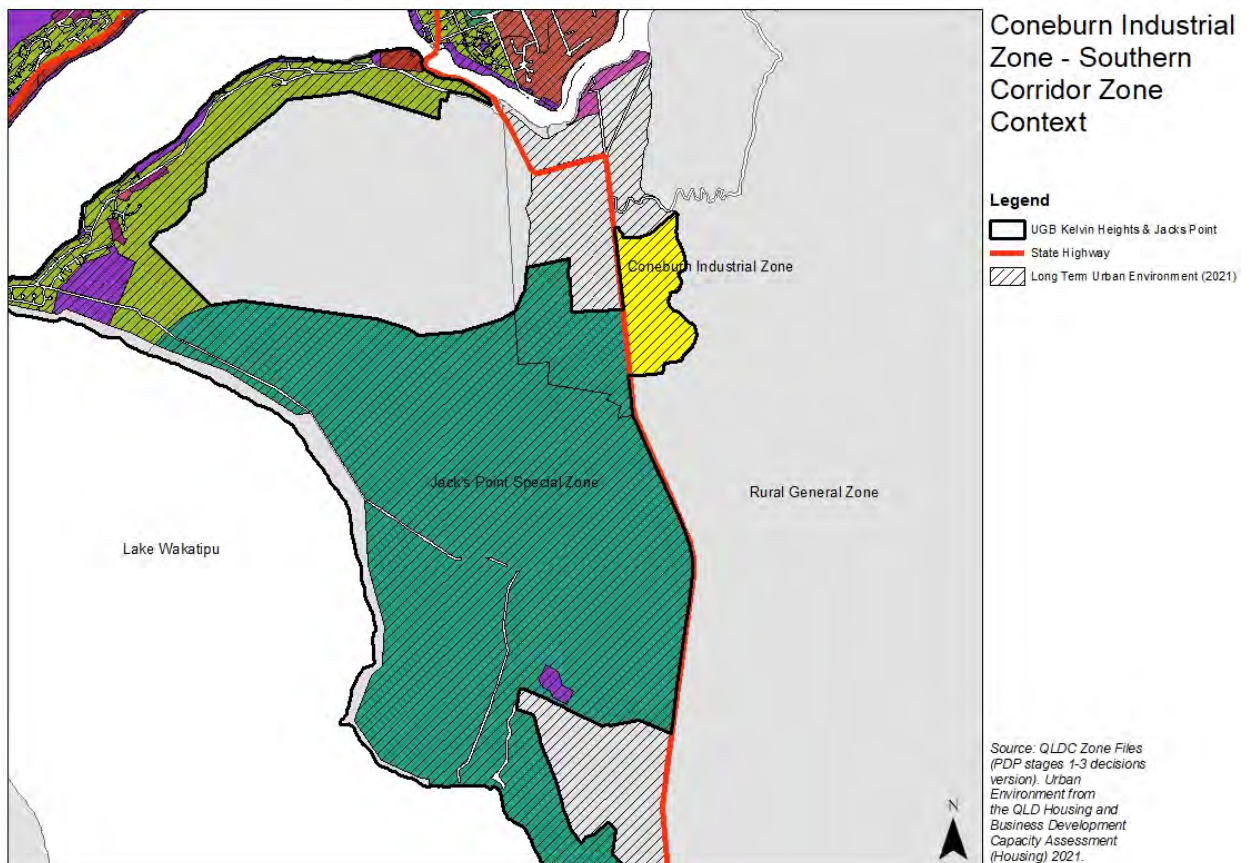 Coneburn Industrial
Zone - Southern
Corridor Zone
Context
Legend
UGB Kelvin Heights & Jacks Point
State Highway
Long Term Urban Environment (2021)
Coneburn Industrial Zone
Jack's Point Special Zone
Rural General Zone
Lake Wakatipu
Source: QLDC Zone Files
(PDP stages 1-3 decisions
version). Urban
Environment from
the QLD Housing and
Business Development
Capacity Assessment
(Housing) 2021.
N